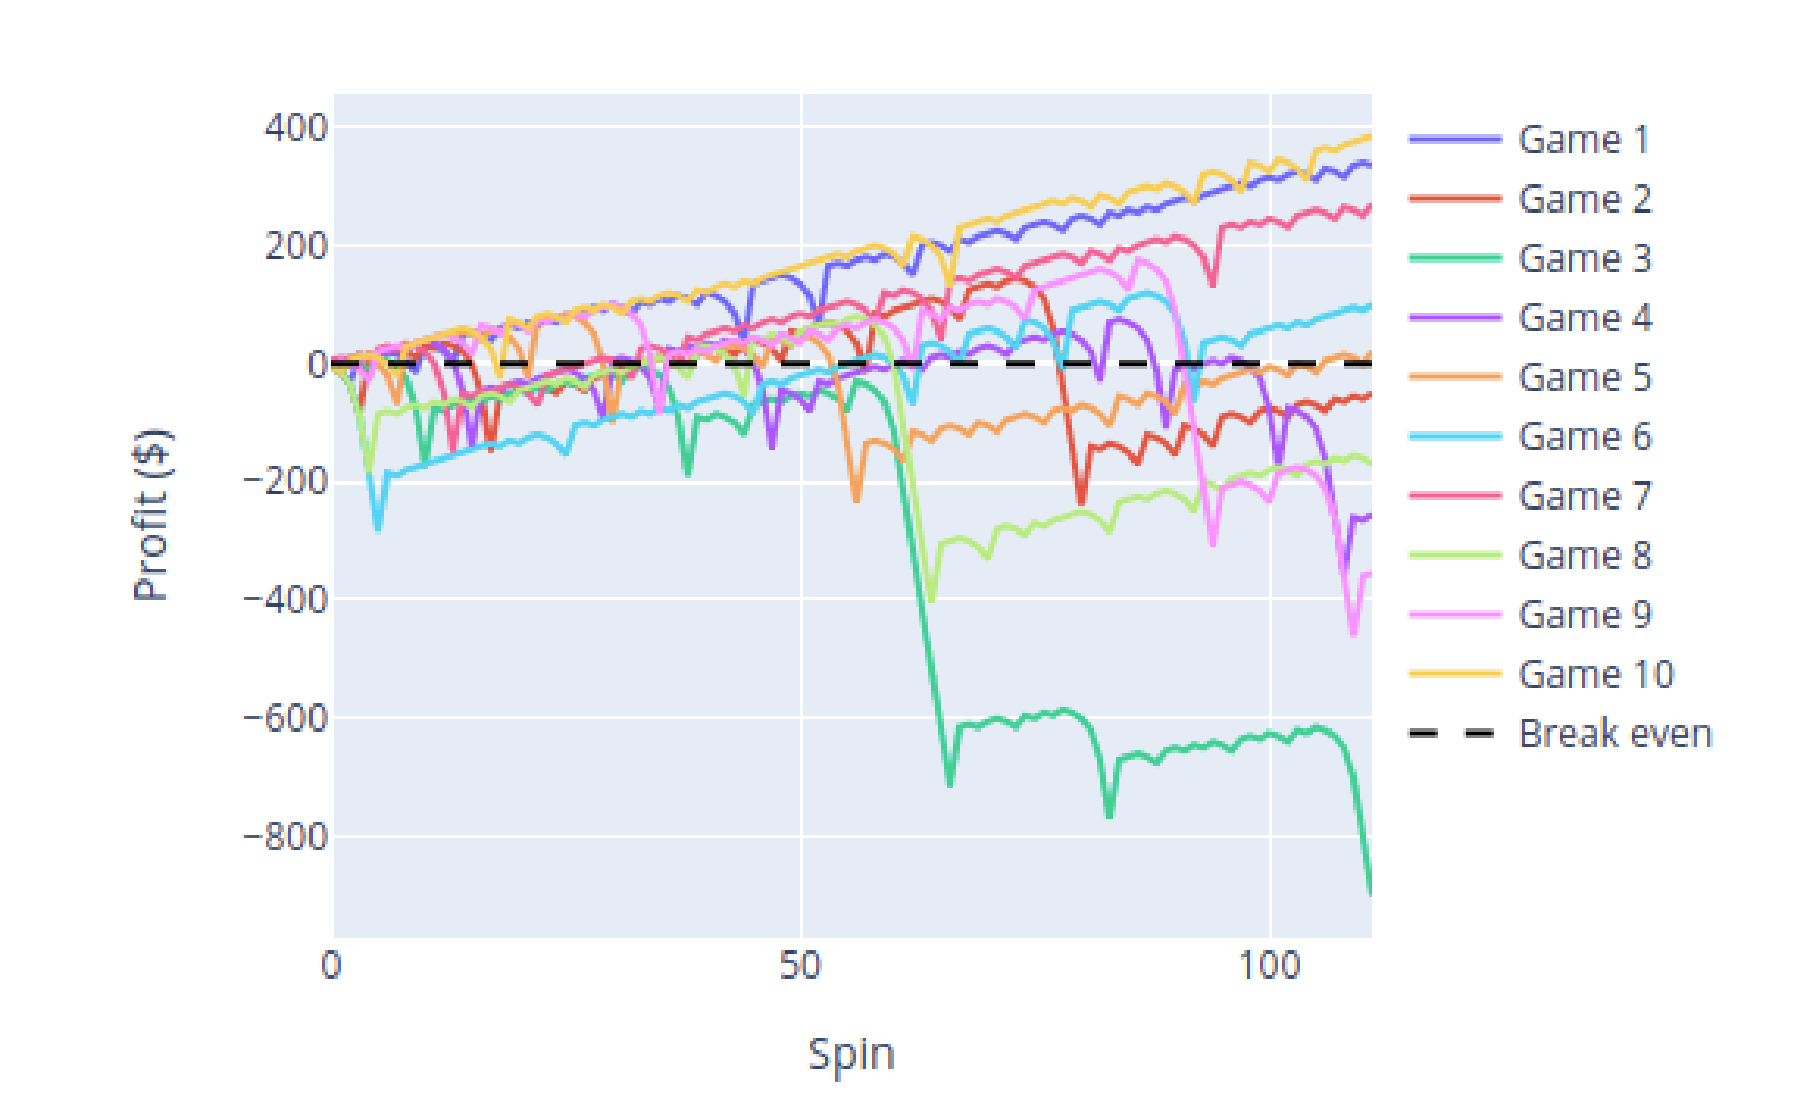 400
200
0
−200
−400
−600
−800
Profit ($)
0
50
100
Spin
Game 1
Game 2
Game 3
Game 4
Game 5
Game 6
Game 7
Game 8
Game 9
Game 10
Break even